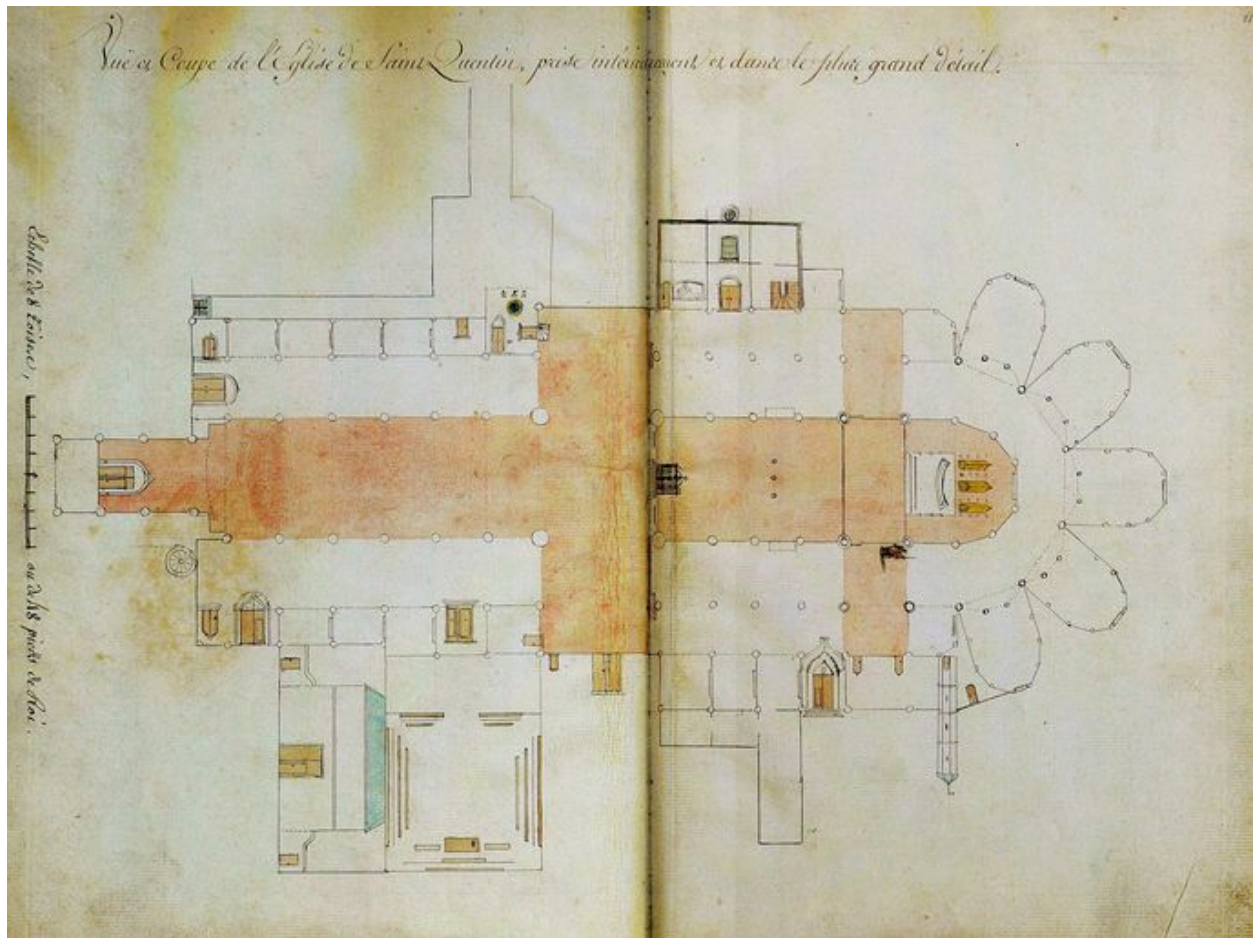 Vüe et Coupe de l'Eglise de Saint Quentin, prise intérieurement et dans le plus grand détail.
Echelle de 8 Toises, ou de 48 pieds de Roi.